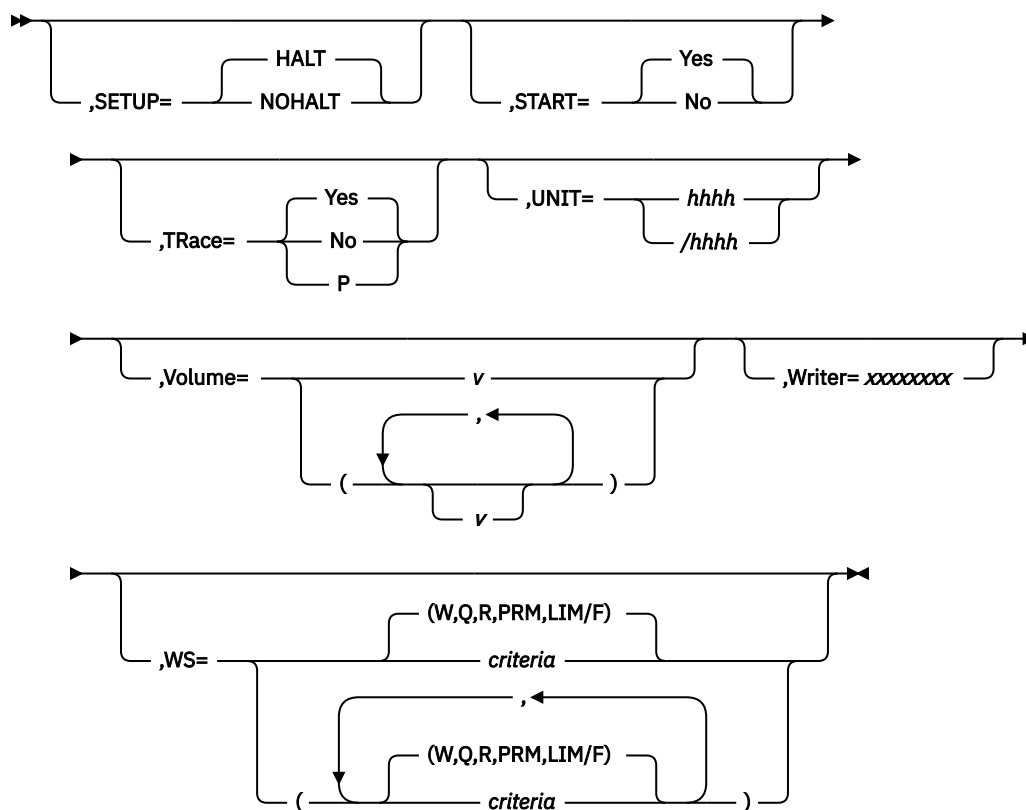 HALT Yes
,SETUP= NOHALT ,START= No
Yes ,UNIT= hhhh
,TRace= No /hhhh
P
,Volume= v ,Writer= xxxxxxxx
,
( )
v
(W,Q,R,PRM,LIM/F)
,WS= criteria
,
(W,Q,R,PRM,LIM/F)
( criteria )